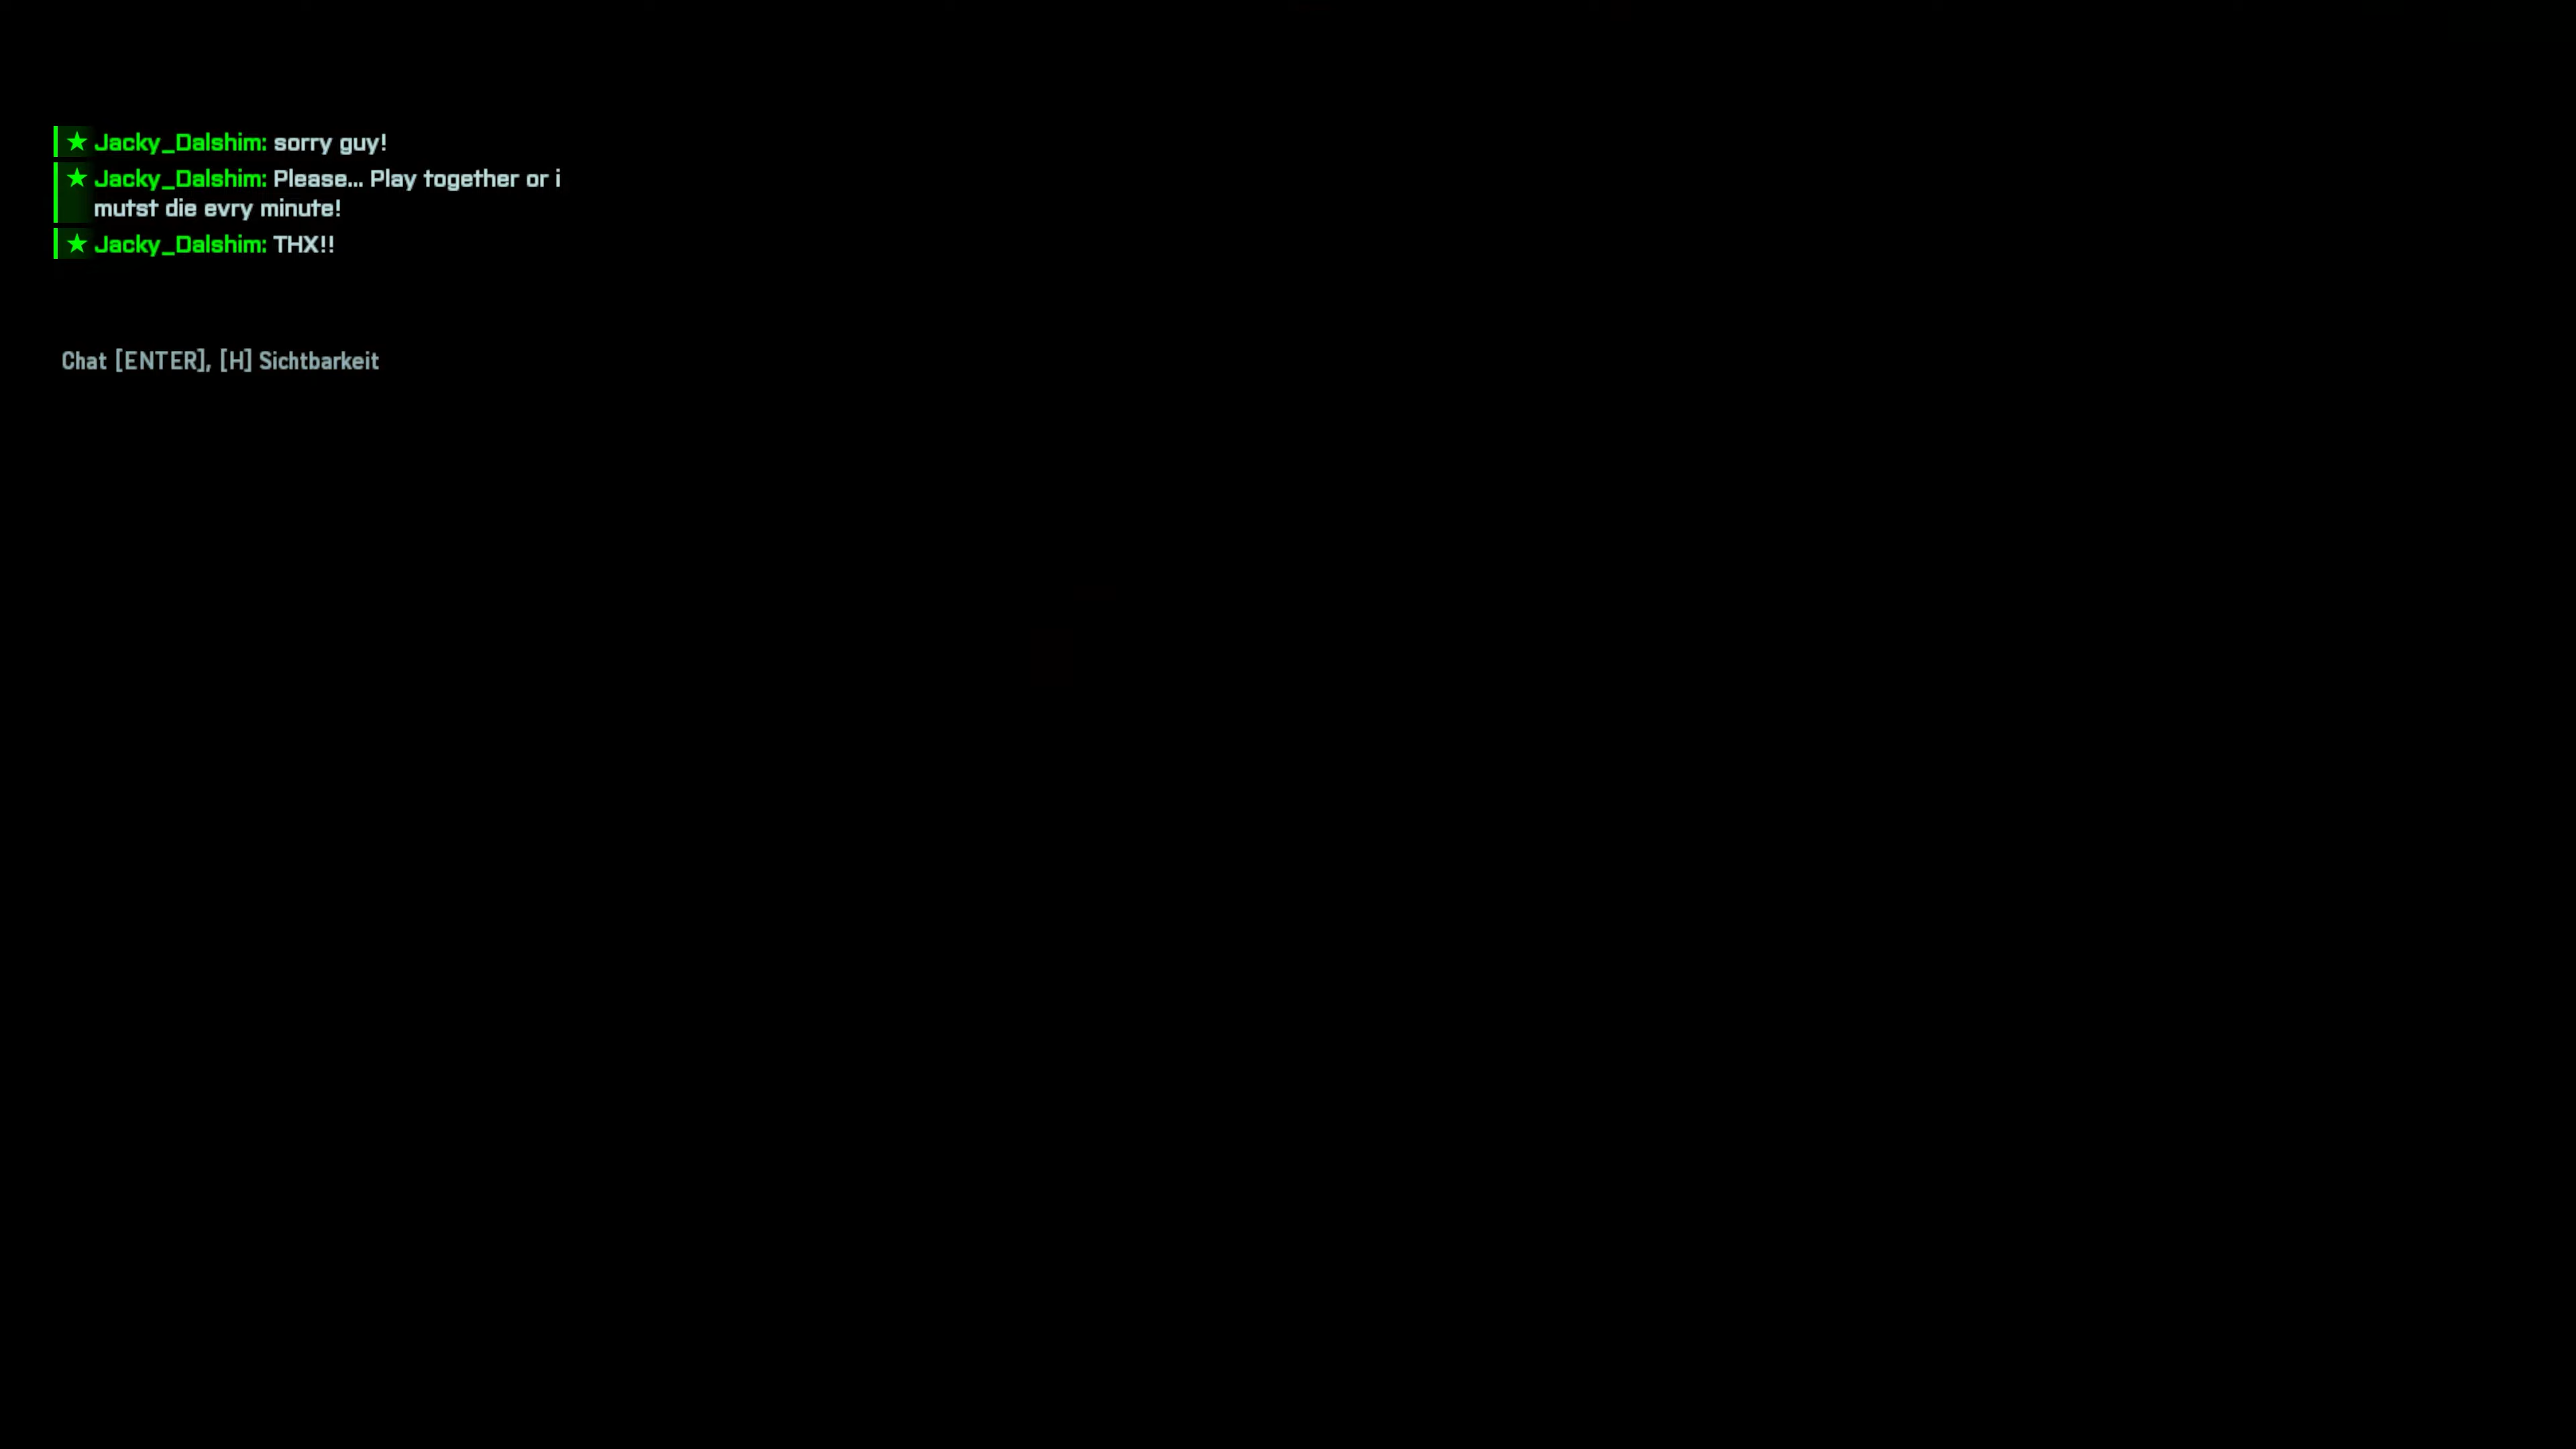 ★ Jacky_Dalshim: sorry guy!
★ Jacky_Dalshim: Please... Play together or i
mutst die evry minute!
★ Jacky_Dalshim: THX!!
Chat [ENTER], [H] Sichtbarkeit